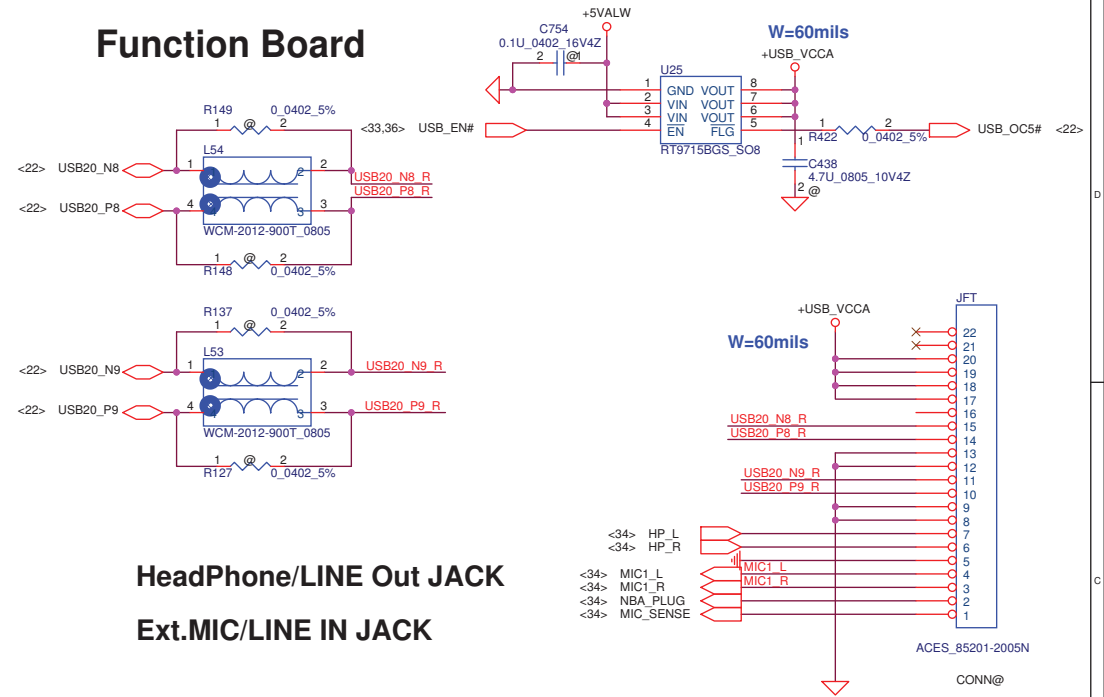 Function Board
+5VALW
C754
0.1U_0402_16V4Z
2 @ 1
W=60mils
+USB_VCCA
U25
1 GND VOUT 8
2 VIN VOUT 7
3 VIN VOUT 6
4 EN FLG 5
RT9715BGS_SO8
<33,36> USB_EN#
1 2
R422 0_0402_5%
USB_OC5# <22>
1
C438
4.7U_0805_10V4Z
2 @
R149 0_0402_5%
1 @ 2
L54
<22> USB20_N8 1 2
USB20_N8_R
USB20_P8_R
<22> USB20_P8 4 3
WCM-2012-900T_0805
1 @ 2
R148 0_0402_5%
R137 0_0402_5%
1 @ 2
L53
<22> USB20_N9 1 2 USB20_N9_R
<22> USB20_P9 4 3 USB20_P9_R
WCM-2012-900T_0805
1 @ 2
R127 0_0402_5%
D
JFT
+USB_VCCA
W=60mils
22
21
20
19
18
17
16
USB20_N8_R 15
USB20_P8_R 14
13
12
USB20_N9_R 11
USB20_P9_R 10
9
8
<34> HP_L 7
<34> HP_R 6
5
<34> MIC1_L MIC1_L 4
<34> MIC1_R MIC1_R 3
<34> NBA_PLUG 2
<34> MIC_SENSE 1
C
ACES_85201-2005N
CONN@
HeadPhone/LINE Out JACK
Ext.MIC/LINE IN JACK